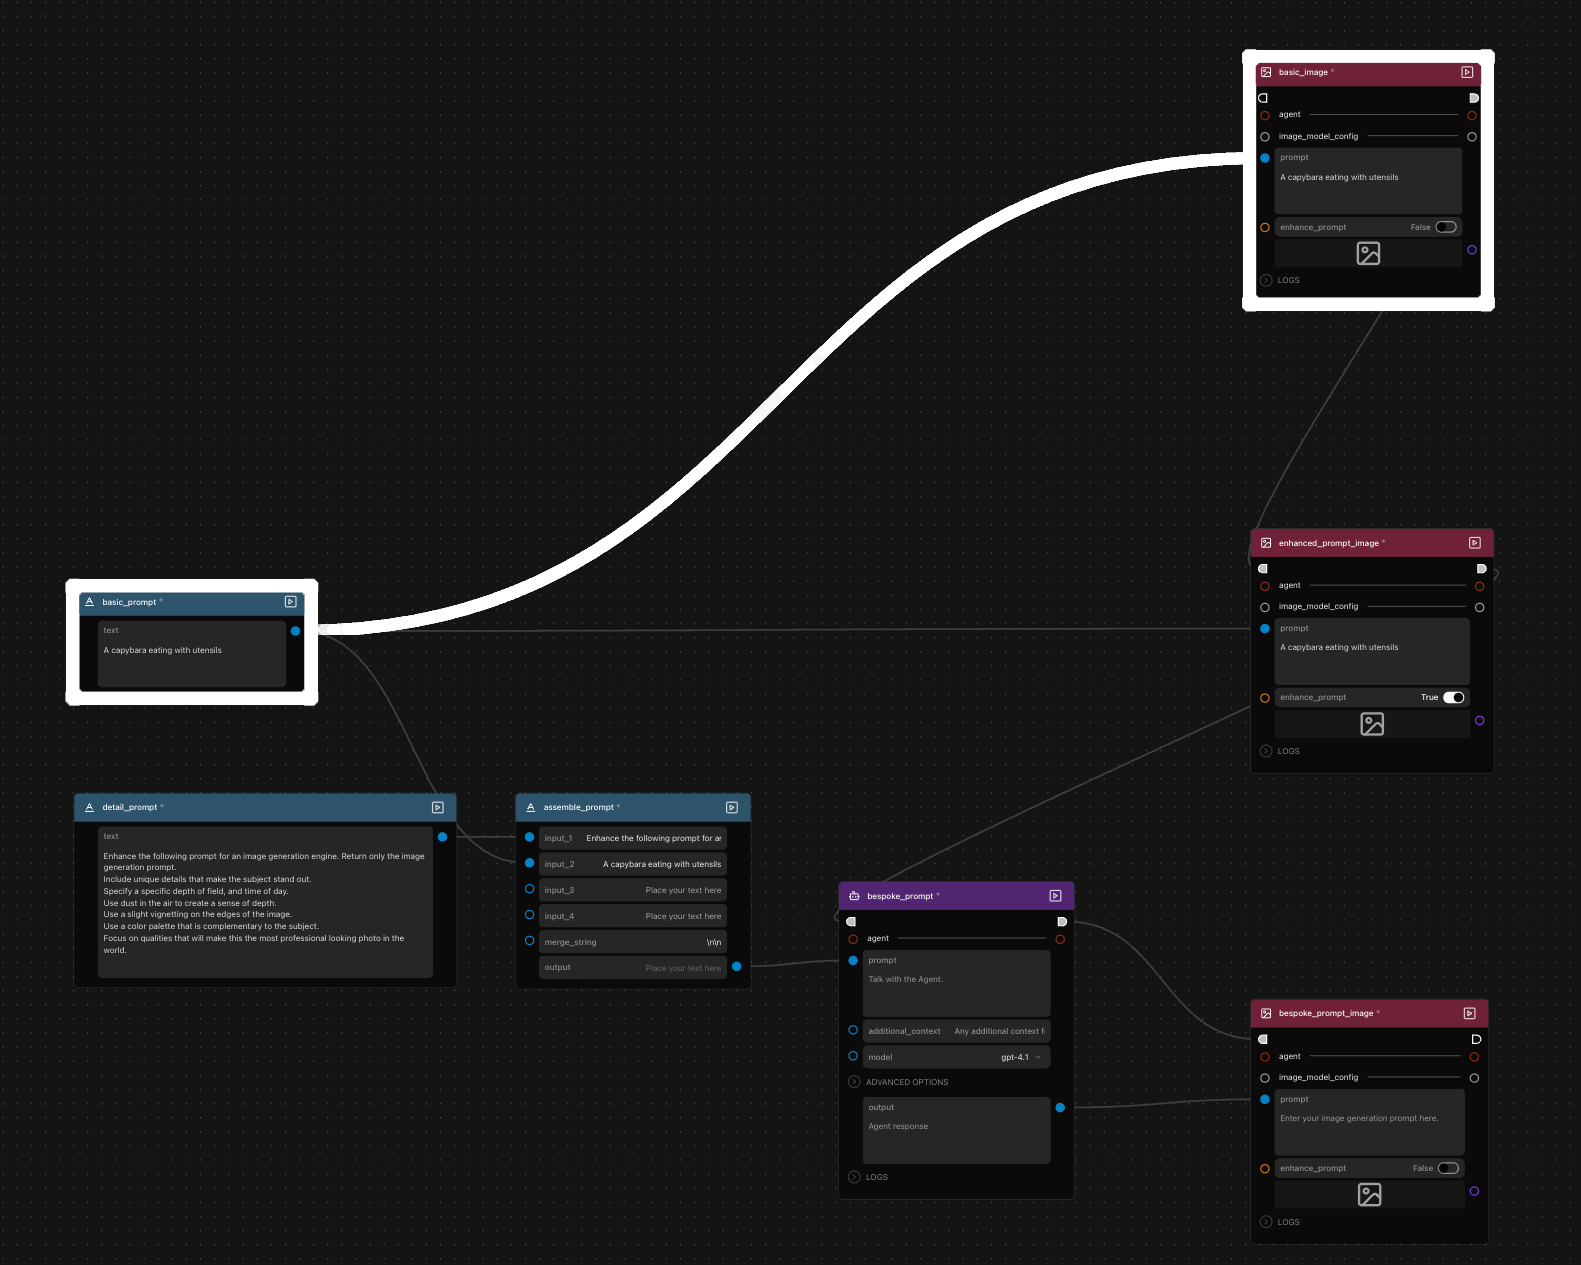 basic_image *
agent
image_model_config
prompt
A capybara eating with utensils
enhance_prompt False
LOGS
basic_prompt *
text
A capybara eating with utensils
enhanced_prompt_image *
agent
image_model_config
prompt
A capybara eating with utensils
enhance_prompt True
LOGS
detail_prompt *
text
Enhance the following prompt for an image generation engine. Return only the image
generation prompt.
Include unique details that make the subject stand out.
Specify a specific depth of field, and time of day.
Use dust in the air to create a sense of depth.
Use a slight vignetting on the edges of the image.
Use a color palette that is complementary to the subject.
Focus on qualities that will make this the most professional looking photo in the
world.
assemble_prompt *
input_1 Enhance the following prompt for ar
input_2 A capybara eating with utensils
input_3 Place your text here
input_4 Place your text here
merge_string \n\n
output Place your text here
bespoke_prompt *
agent
prompt
Talk with the Agent.
additional_context Any additional context f
model gpt-4.1
ADVANCED OPTIONS
output
Agent response
LOGS
bespoke_prompt_image *
agent
image_model_config
prompt
Enter your image generation prompt here.
enhance_prompt False
LOGS